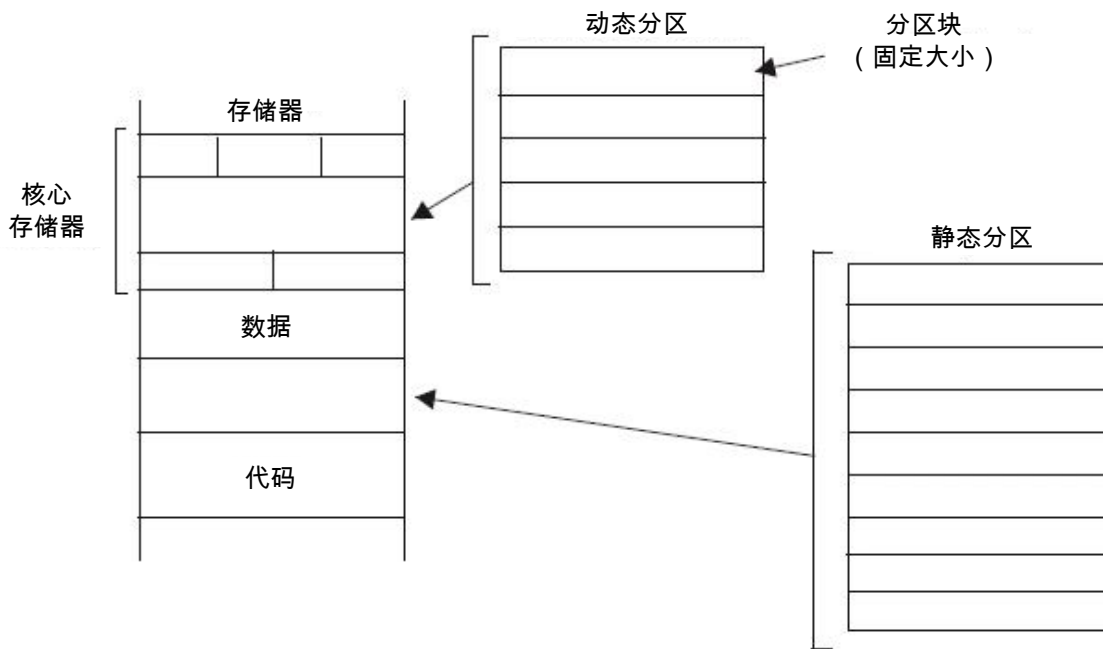 动态分区
分区块
（固定大小）
存储器
核心
存储器
静态分区
数据
代码